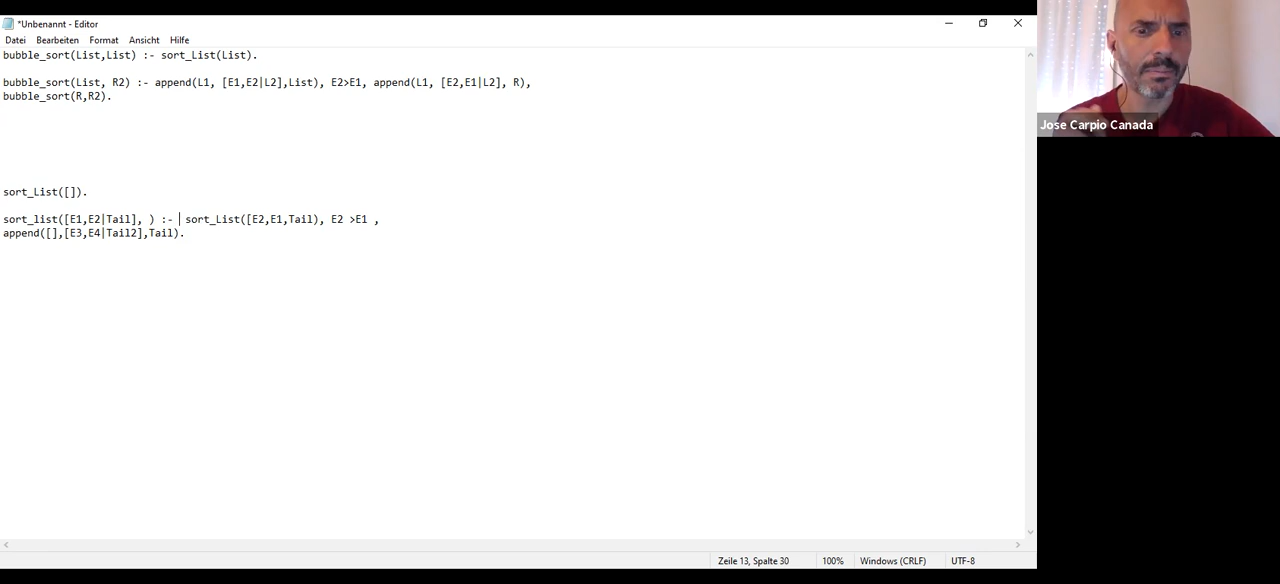 *Unbenannt - Editor
Datei Bearbeiten Format Ansicht Hilfe
bubble_sort(List,List) :- sort_List(List).
bubble_sort(List, R2) :- append(L1, [E1,E2|L2],List), E2>E1, append(L1, [E2,E1|L2], R),
bubble_sort(R,R2).
sort_List([]).
sort_list([E1,E2|Tail], ) :- sort_List([E2,E1,Tail), E2 >E1 ,
append([],[E3,E4|Tail2],Tail).
Zeile 13, Spalte 30 100% Windows (CRLF) UTF-8
Jose Carpio Canada